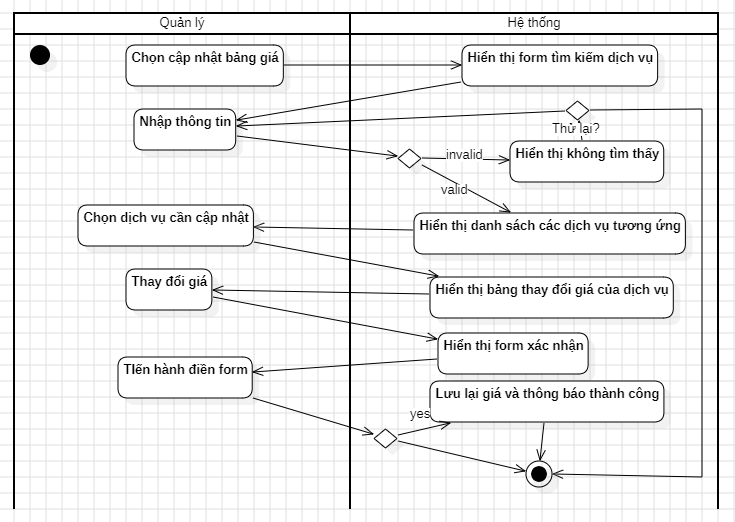 Quản lý
Hệ thống
Chọn cập nhật bảng giá
Hiển thị form tìm kiếm dịch vụ
Nhập thông tin
Thử lại?
invalid
Hiển thị không tìm thấy
valid
Chọn dịch vụ cần cập nhật
Hiển thị danh sách các dịch vụ tương ứng
Thay đổi giá
Hiển thị bảng thay đổi giá của dịch vụ
Hiển thị form xác nhận
TIến hành điền form
Lưu lại giá và thông báo thành công
yes